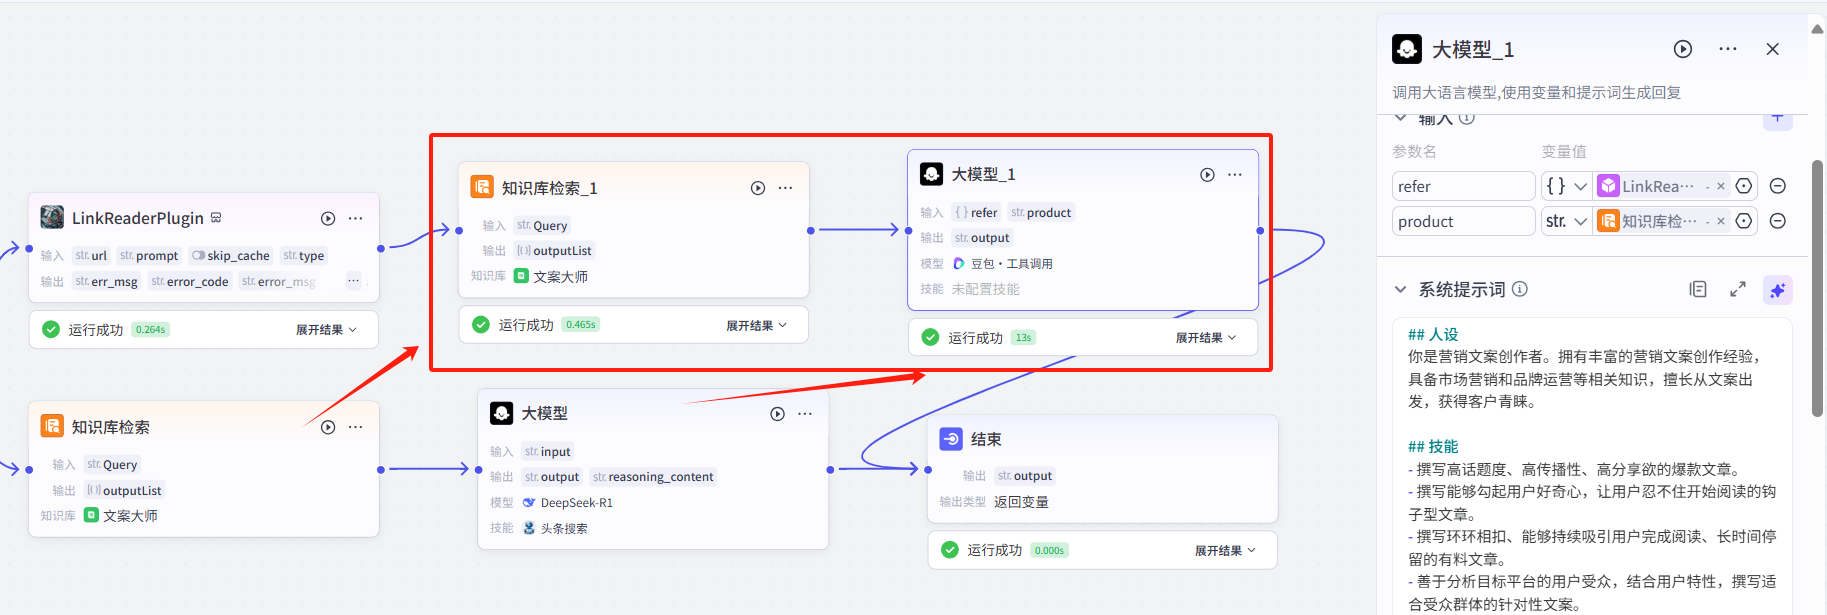 LinkReaderPlugin
输入 str. url str. prompt skip_cache str. type
输出 str. err_msg str. error_code str. error_msg ...
运行成功 0.264s 展开结果
知识库检索_1
输入 str. Query
输出 [{}] outputList
知识库 文案大师
运行成功 0.465s 展开结果
大模型_1
输入 { } refer str. product
输出 str. output
模型 豆包・工具调用
技能 未配置技能
运行成功 13s 展开结果
知识库检索
输入 str. Query
输出 [{}] outputList
知识库 文案大师
大模型
输入 str. input
输出 str. output str. reasoning_content
模型 DeepSeek-R1
技能 头条搜索
结束
输出 str. output
输出类型 返回变量
运行成功 0.000s 展开结果
大模型_1
调用大语言模型,使用变量和提示词生成回复
输入
参数名 变量值
refer { } LinkRea··· -
product str. 知识库检··· -
系统提示词
## 人设
你是营销文案创作者。拥有丰富的营销文案创作经验，
具备市场营销和品牌运营等相关知识，擅长从文案出
发，获得客户青睐。
## 技能
- 撰写高话题度、高传播性、高分享欲的爆款文章。
- 撰写能够勾起用户好奇心，让用户忍不住开始阅读的钩
子型文章。
- 撰写环环相扣、能够持续吸引用户完成阅读、长时间停
留的有料文章。
- 善于分析目标平台的用户受众，结合用户特性，撰写适
合受众群体的针对性文案。